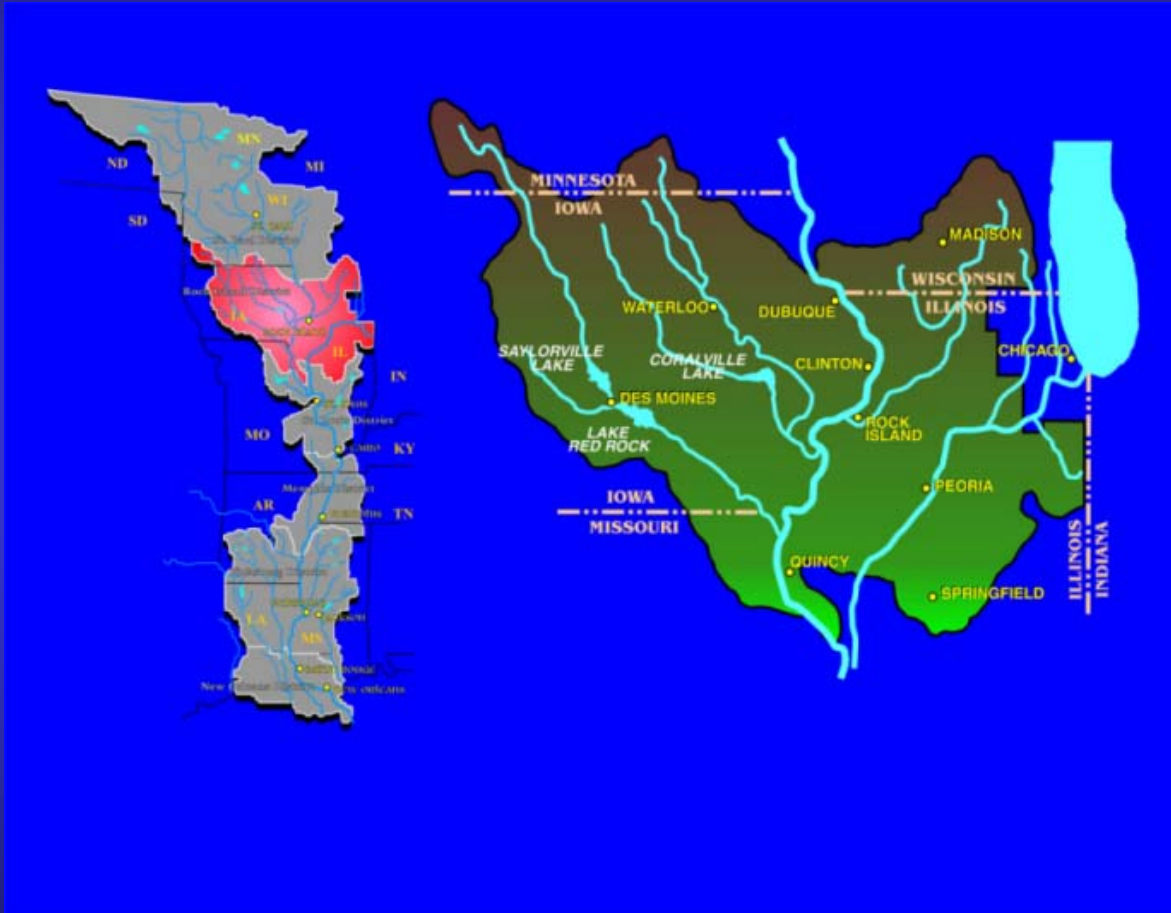 MN
ND
MI
SD
WI
IA
IL
IN
MO
KY
AR
TN
LA
MS
MINNESOTA
IOWA
MADISON
WISCONSIN
ILLINOIS
WATERLOO
DUBUQUE
SAYLORVILLE
LAKE
CORALVILLE
LAKE
CHICAGO
CLINTON
DES MOINES
ROCK
ISLAND
LAKE
RED ROCK
PEORIA
IOWA
MISSOURI
QUINCY
SPRINGFIELD
ILLINOIS
INDIANA